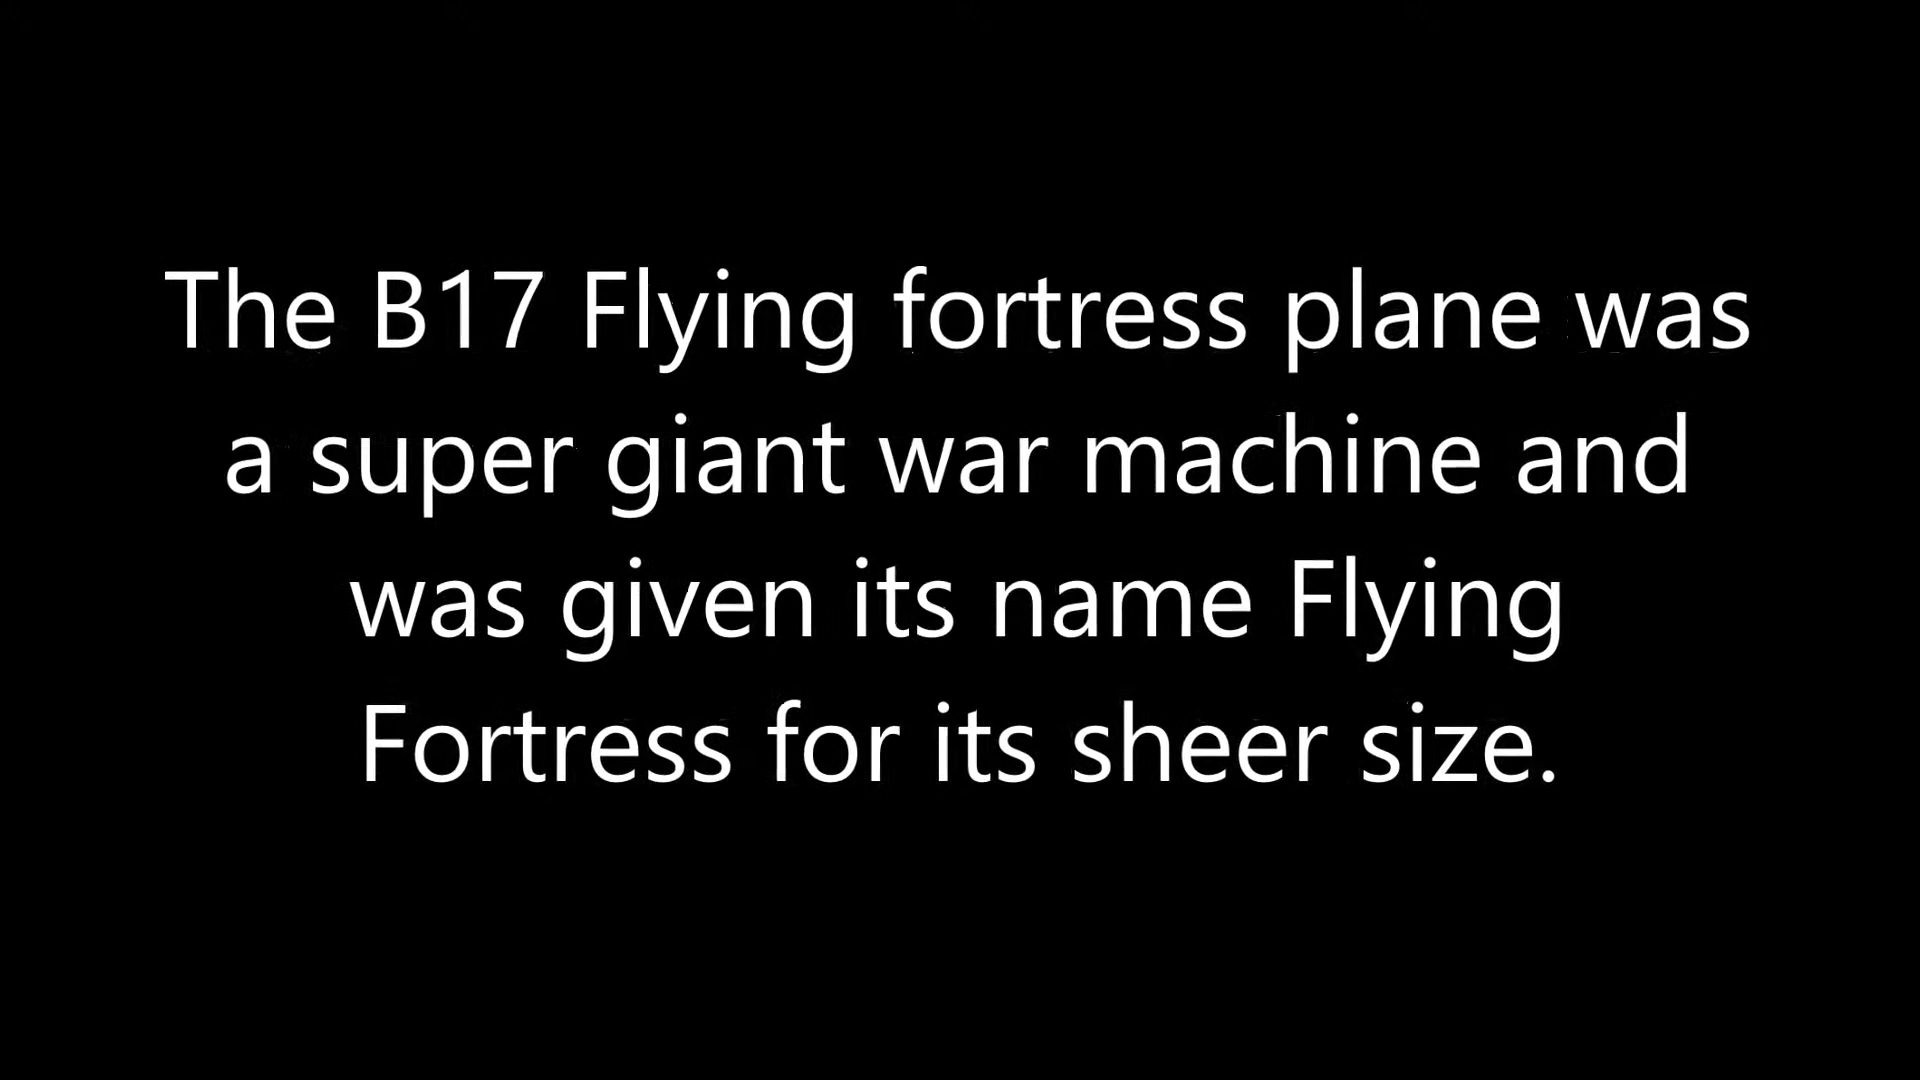 The B17 Flying fortress plane was
a super giant war machine and
was given its name Flying
Fortress for its sheer size.